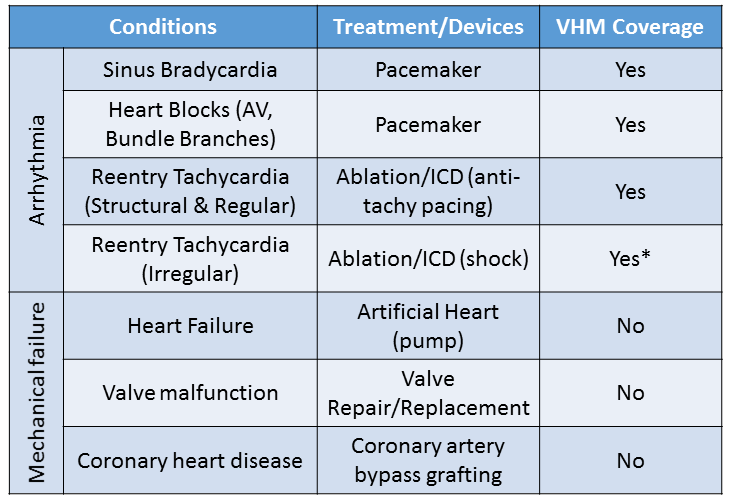 Conditions Treatment/Devices VHM Coverage
Arrhythmia
Sinus Bradycardia Pacemaker Yes
Heart Blocks (AV,
Bundle Branches) Pacemaker Yes
Reentry Tachycardia
(Structural & Regular) Ablation/ICD (anti-
tachy pacing) Yes
Reentry Tachycardia
(Irregular) Ablation/ICD (shock) Yes*
Mechanical failure
Heart Failure Artificial Heart
(pump) No
Valve malfunction Valve
Repair/Replacement No
Coronary heart disease Coronary artery
bypass grafting No